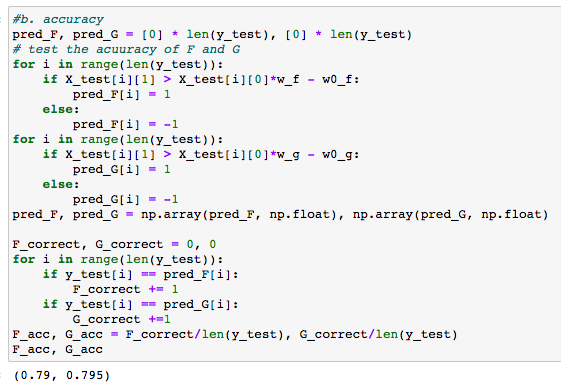 #b. accuracy
pred_F, pred_G = [0] * len(y_test), [0] * len(y_test)
# test the acuuracy of F and G
for i in range(len(y_test)):
    if X_test[i][1] > X_test[i][0]*w_f - w0_f:
        pred_F[i] = 1
    else:
        pred_F[i] = -1
for i in range(len(y_test)):
    if X_test[i][1] > X_test[i][0]*w_g - w0_g:
        pred_G[i] = 1
    else:
        pred_G[i] = -1
pred_F, pred_G = np.array(pred_F, np.float), np.array(pred_G, np.float)

F_correct, G_correct = 0, 0
for i in range(len(y_test)):
    if y_test[i] == pred_F[i]:
        F_correct += 1
    if y_test[i] == pred_G[i]:
        G_correct +=1
F_acc, G_acc = F_correct/len(y_test), G_correct/len(y_test)
F_acc, G_acc
(0.79, 0.795)